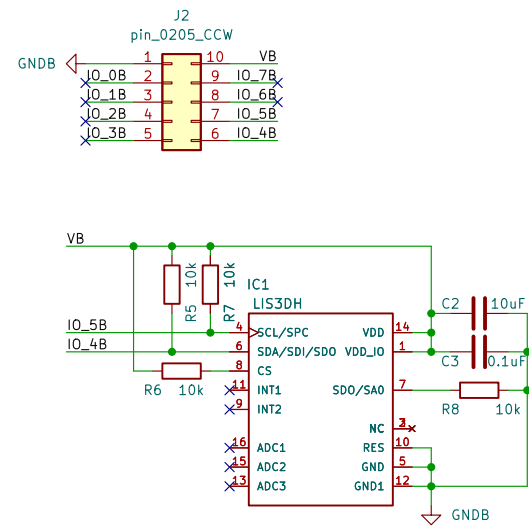 J2
pin_0205_CCW
GNDB 1 10 VB
IO_0B 2 9 IO_7B
IO_1B 3 8 IO_6B
IO_2B 4 7 IO_5B
IO_3B 5 6 IO_4B
VB
10k 10k
R5 R7
IC1
LIS3DH
C2 10uF
IO_5B 4 SCL/SPC VDD 14
IO_4B 6 SDA/SDI/SDO VDD_IO 1
C3 0.1uF
8 CS
R6 10k
11 INT1 SDO/SA0 7
R8 10k
9 INT2
NC
16 ADC1 RES 10
15 ADC2 GND 5
13 ADC3 GND1 12
GNDB